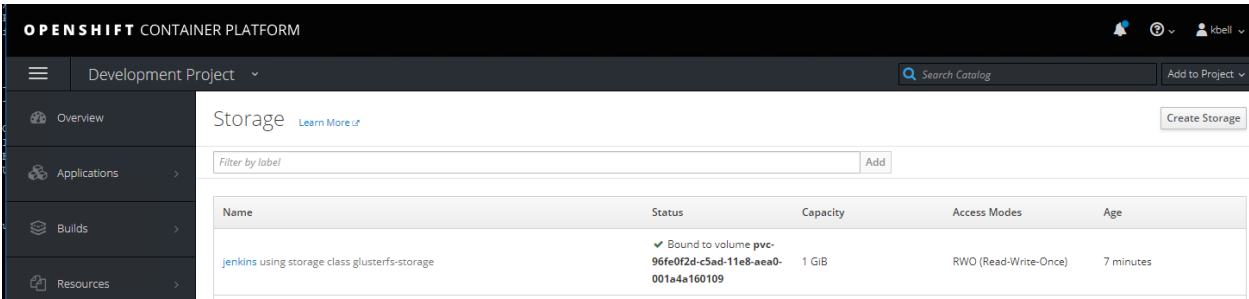 OPENSHIFT CONTAINER PLATFORM
kbell
Development Project
Search Catalog
Add to Project
Overview
Storage
Learn More
Create Storage
Filter by label
Add
Applications
Name
Status
Capacity
Access Modes
Age
Builds
jenkins using storage class glusterfs-storage
Bound to volume pvc-
96fe0f2d-c5ad-11e8-aea0-
001a4a160109
1 GiB
RWO (Read-Write-Once)
7 minutes
Resources